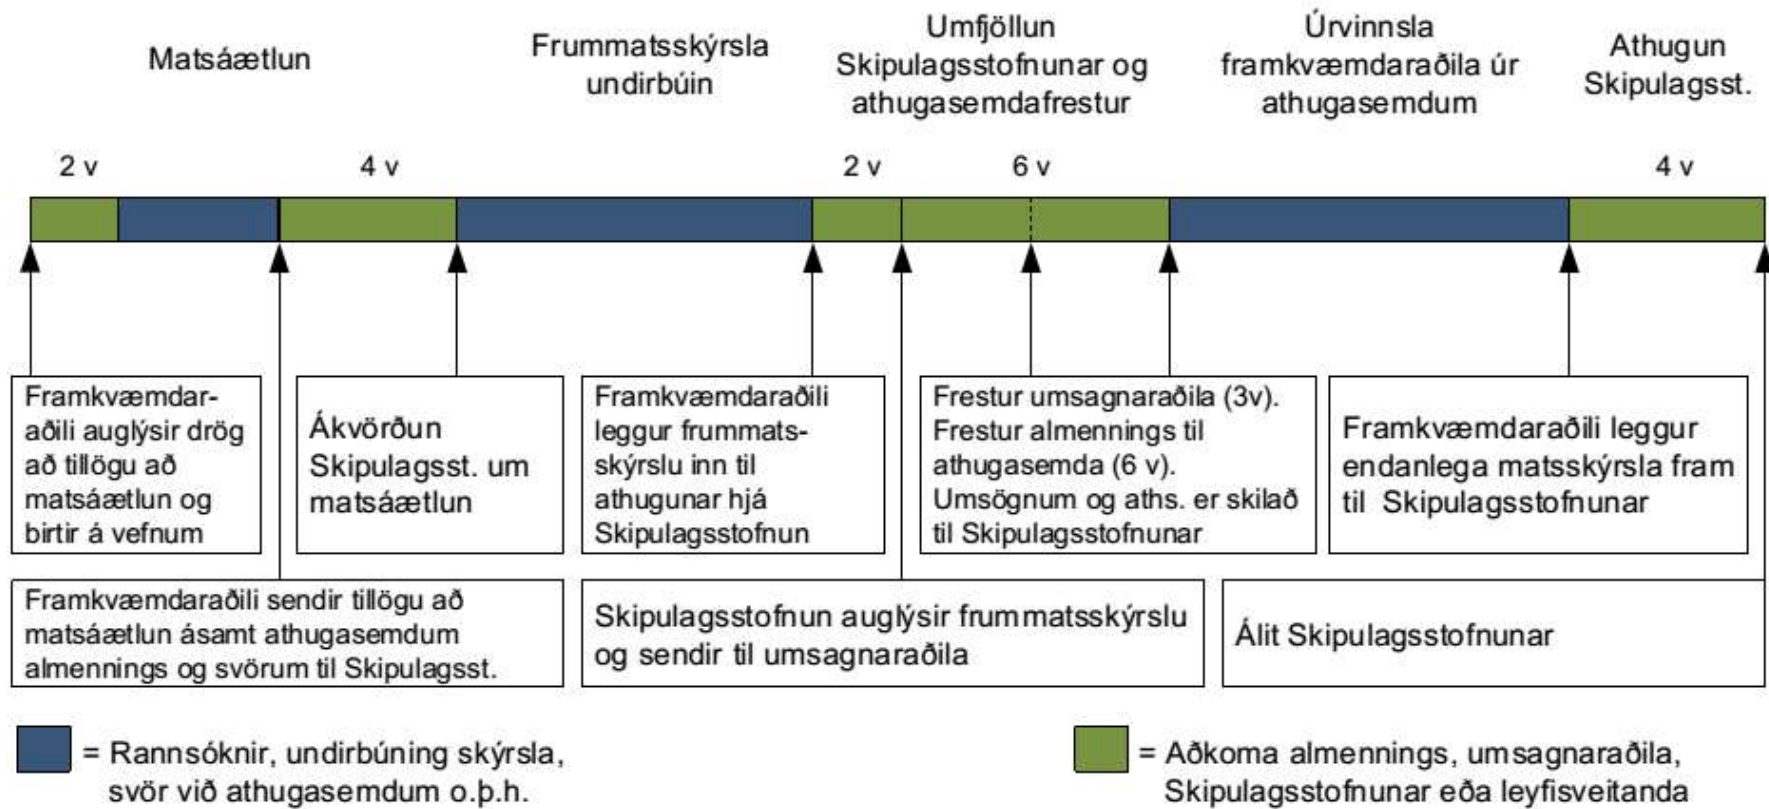 Matsáætlun
Frummatsskýrsla
undirbúin
Umfjöllun
Skipulagsstofnunar og
athugasemdafrestur
Úrvinnsla
framkvæmdaraðila úr
athugasemdum
Athugun
Skipulagsst.
2 v
4 v
2 v
6 v
4 v
Framkvæmdar-
aðili auglýsir drög
að tillögu að
matsáætlun og
birtir á vefnum
Ákvörðun
Skipulagsst. um
matsáætlun
Framkvæmdaraðili
leggur frummats-
skýrslu inn til
athugunar hjá
Skipulagsstofnun
Frestur umsagnaraðila (3v).
Frestur almennings til
athugasemda (6 v).
Umsögnum og aths. er skilað
til Skipulagsstofnunar
Framkvæmdaraðili leggur
endanlega matsskýrsla fram
til Skipulagsstofnunar
Framkvæmdaraðili sendir tillögu að
matsáætlun ásamt athugasemdum
almennings og svörum til Skipulagsst.
Skipulagsstofnun auglýsir frummatsskýrslu
og sendir til umsagnaraðila
Álit Skipulagsstofnunar
= Rannsóknir, undirbúning skýrsla,
svör við athugasemdum o.þ.h.
= Aðkoma almennings, umsagnaraðila,
Skipulagsstofnunar eða leyfisveitanda